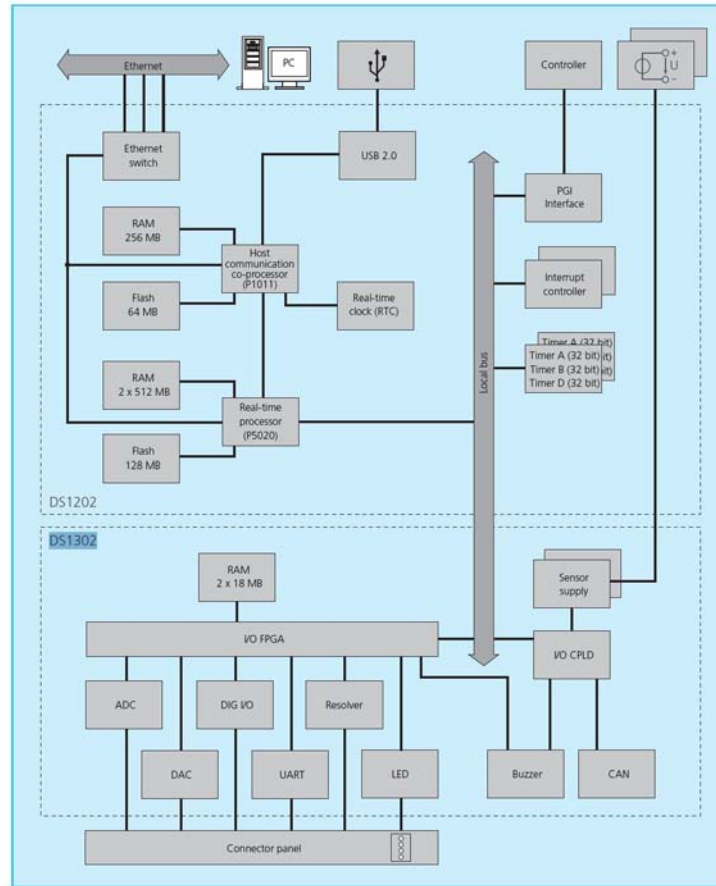 Ethernet
PC
Controller
+
U
−
Ethernet
switch
USB 2.0
PGI
Interface
RAM
256 MB
Host
communication
co-processor
(P1011)
Interrupt
controller
Flash
64 MB
Real-time
clock (RTC)
Timer A (32 bit)
Timer A (32 bit)
Timer B (32 bit)
Timer D (32 bit)
Local bus
RAM
2 x 512 MB
Real-time
processor
(P5020)
Flash
128 MB
DS1202
DS1302
RAM
2 x 18 MB
Sensor
supply
I/O FPGA
I/O CPLD
ADC
DIG I/O
Resolver
DAC
UART
LED
Buzzer
CAN
Connector panel